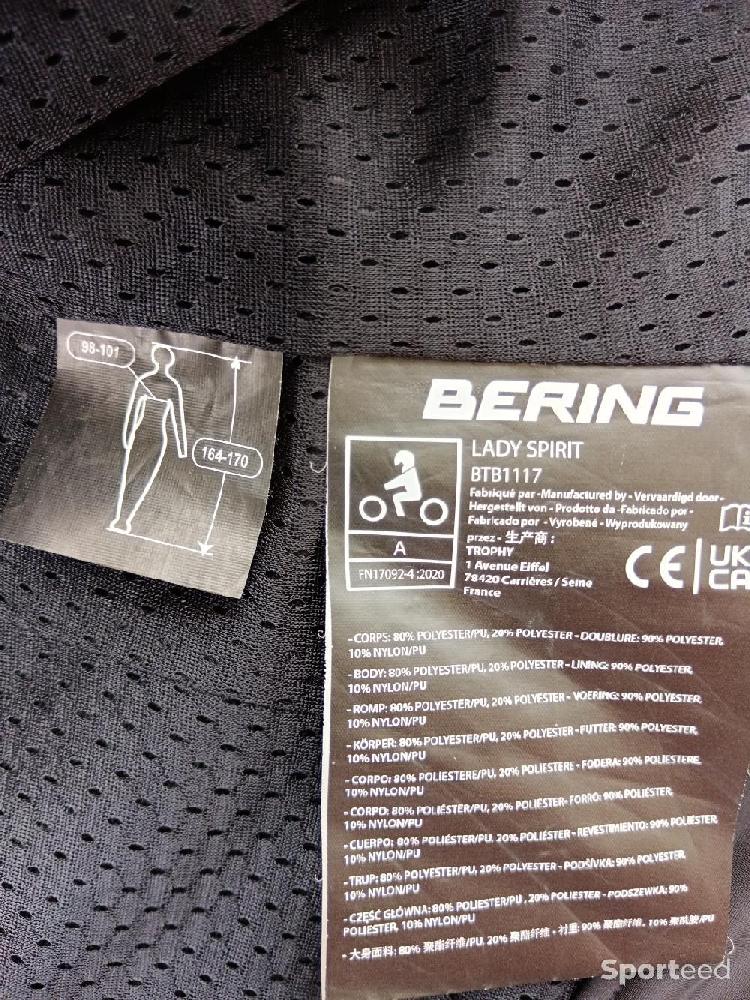 98-101
164-170
BERING
LADY SPIRIT
BTB1117
Fabriqué par - Manufactured by - Vervaardigd door -
Hergestellt von - Prodotto da - Fabricado por -
Fabricado por - Vyrobené - Wyprodukowany
przez - 生产商 :
TROPHY
1 Avenue Eiffel
78420 Carrières / Seine
France
A
EN17092-4 :2020
CE
UK
CA
- CORPS: 80% POLYESTER/PU, 20% POLYESTER - DOUBLURE: 90% POLYESTER,
10% NYLON/PU
- BODY: 80% POLYESTER/PU, 20% POLYESTER - LINING: 90% POLYESTER,
10% NYLON/PU
- ROMP: 80% POLYESTER/PU, 20% POLYESTER - VOERING: 90% POLYESTER,
10% NYLON/PU
- KÖRPER: 80% POLYESTER/PU, 20% POLYESTER - FUTTER: 90% POLYESTER,
10% NYLON/PU
- CORPO: 80% POLIESTERE/PU, 20% POLIESTERE - FODERA: 90% POLIESTERE,
10% NYLON/PU
- CORPO: 80% POLIÉSTER/PU, 20% POLIÉSTER - FORRO: 90% POLIÉSTER,
10% NYLON/PU
- CUERPO: 80% POLIÉSTER/PU, 20% POLIÉSTER - REVESTIMIENTO: 90% POLIÉSTER,
10% NYLON/PU
- TRUP: 80% POLYESTER/PU, 20% POLYESTER - PODŠÍVKA: 90% POLYESTER,
10% NYLON/PU
- CZĘŚĆ GŁÓWNA: 80% POLYESTER/PU, 20% POLYESTER - PODSZEWKA: 90%
POLYESTER, 10% NYLON/PU
- 大身面料: 80% 聚酯纤维/PU, 20% 聚酯纤维 - 衬里: 90% 聚酯纤维, 10% 聚酰胺/PU
Sporteed